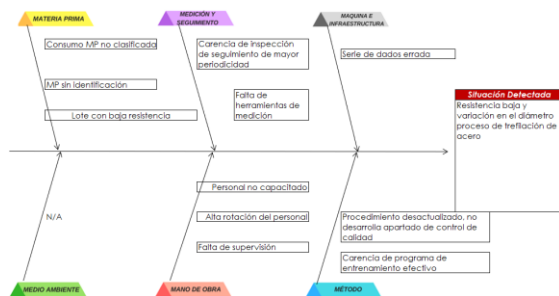 MATERIA PRIMA
MEDICIÓN Y
SEGUIMIENTO
MAQUINA E
INFRAESTRUCTURA
Consumo MP no clasificada
MP sin identificación
Lote con baja resistencia
Carencia de inspección
de seguimiento de mayor
periodicidad
Falta de
herramientas de
medición
Serie de dados errada
Situación Detectada
Resistencia baja y
variación en el diámetro
proceso de trefilación de
acero
N/A
Personal no capacitado
Alta rotación del personal
Falta de supervisión
Procedimiento desactualizado, no
desarrolla apartado de control de
calidad
Carencia de programa de
entrenamiento efectivo
MEDIO AMBIENTE
MANO DE OBRA
MÉTODO